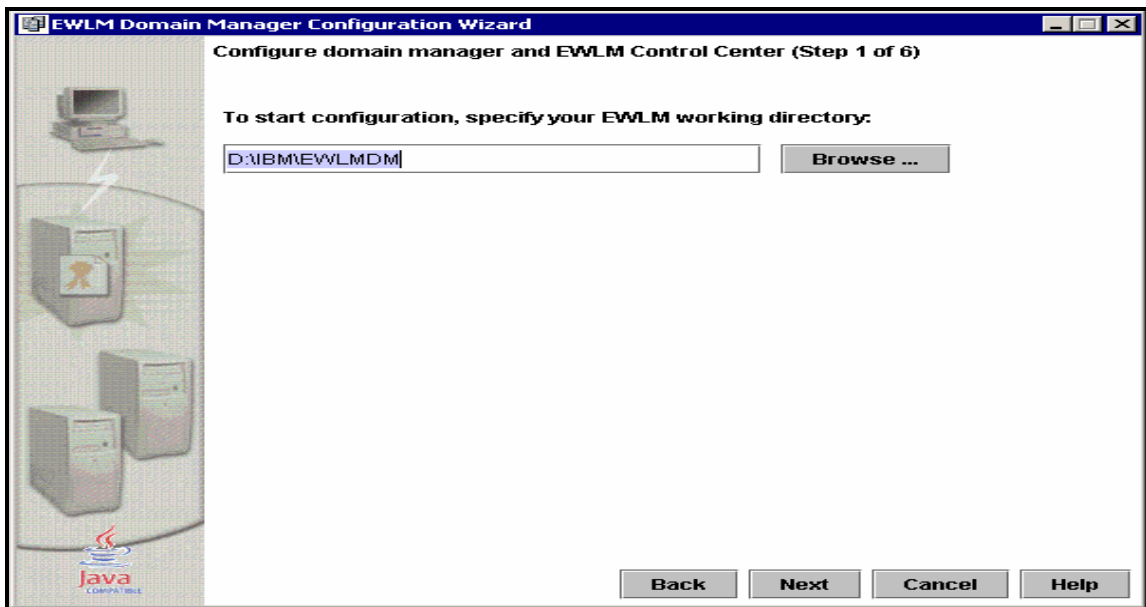 EWLM Domain Manager Configuration Wizard
Configure domain manager and EWLM Control Center (Step 1 of 6)
To start configuration, specify your EWLM working directory:
D:\IBM\EWLMDM
Browse ...
Java
COMPATIBLE
Back
Next
Cancel
Help